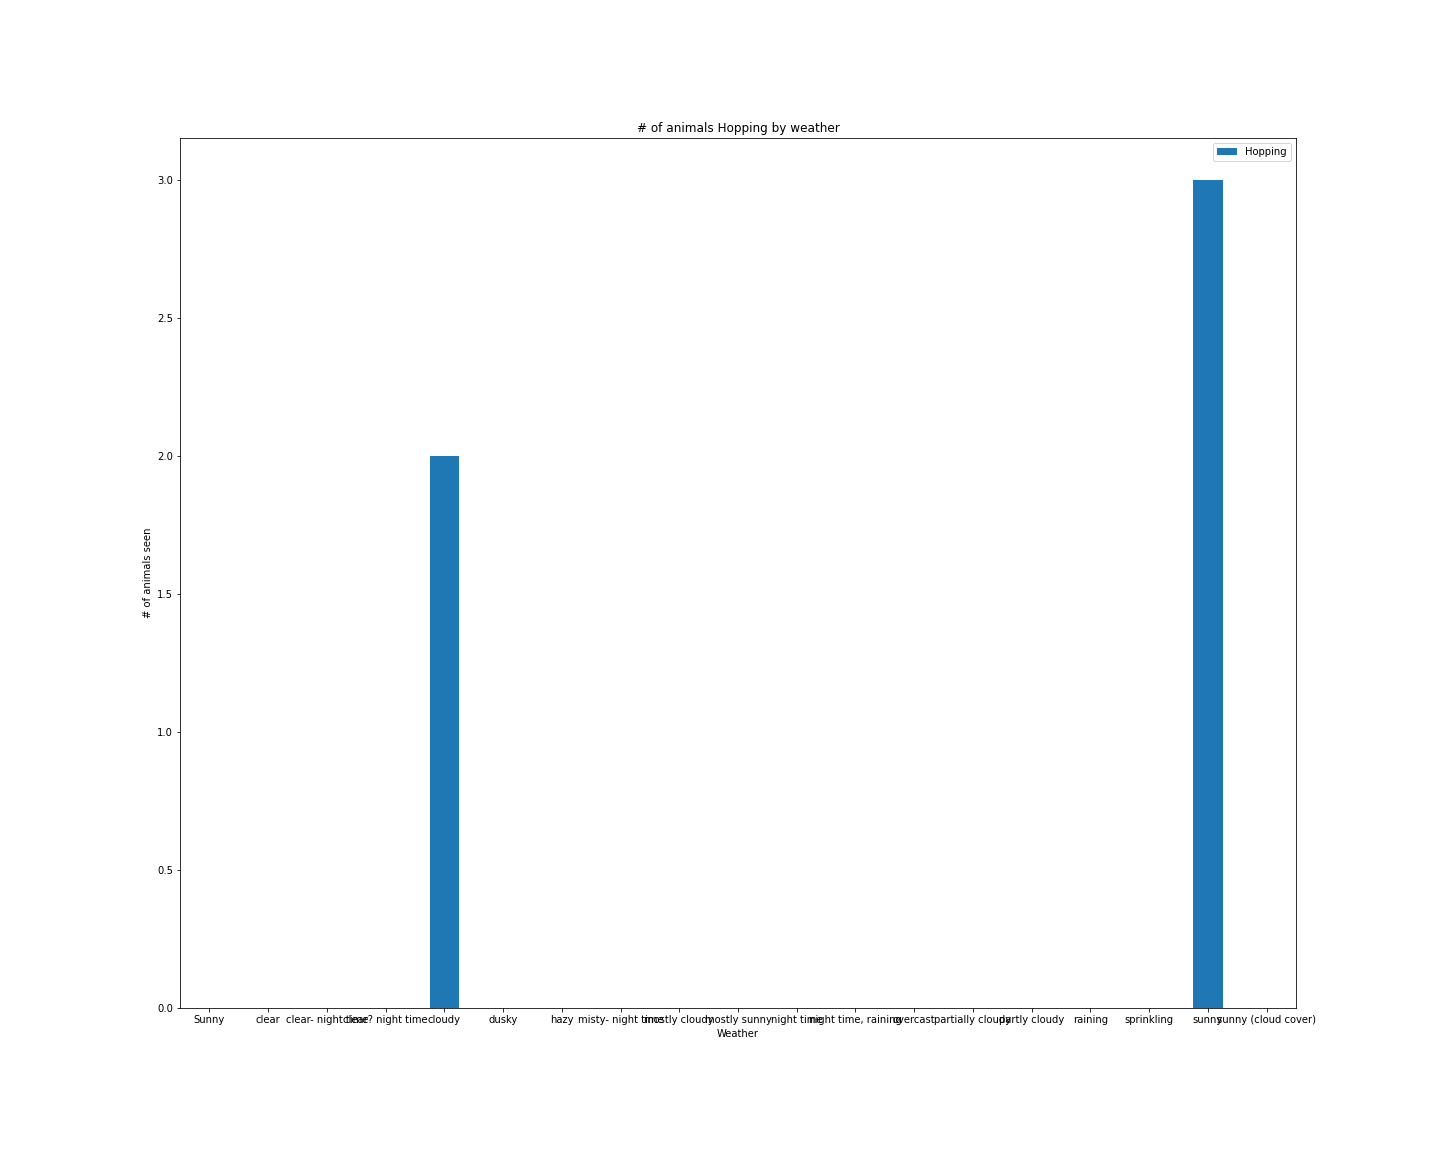 # of animals Hopping by weather
Hopping
3.0
2.5
2.0
1.5
1.0
0.5
0.0
# of animals seen
Sunny clear clear- night time clear? night time cloudy dusky hazy misty- night time mostly cloudy mostly sunny night time night time, raining overcast partially cloudy partly cloudy raining sprinkling sunny sunny (cloud cover)
Weather